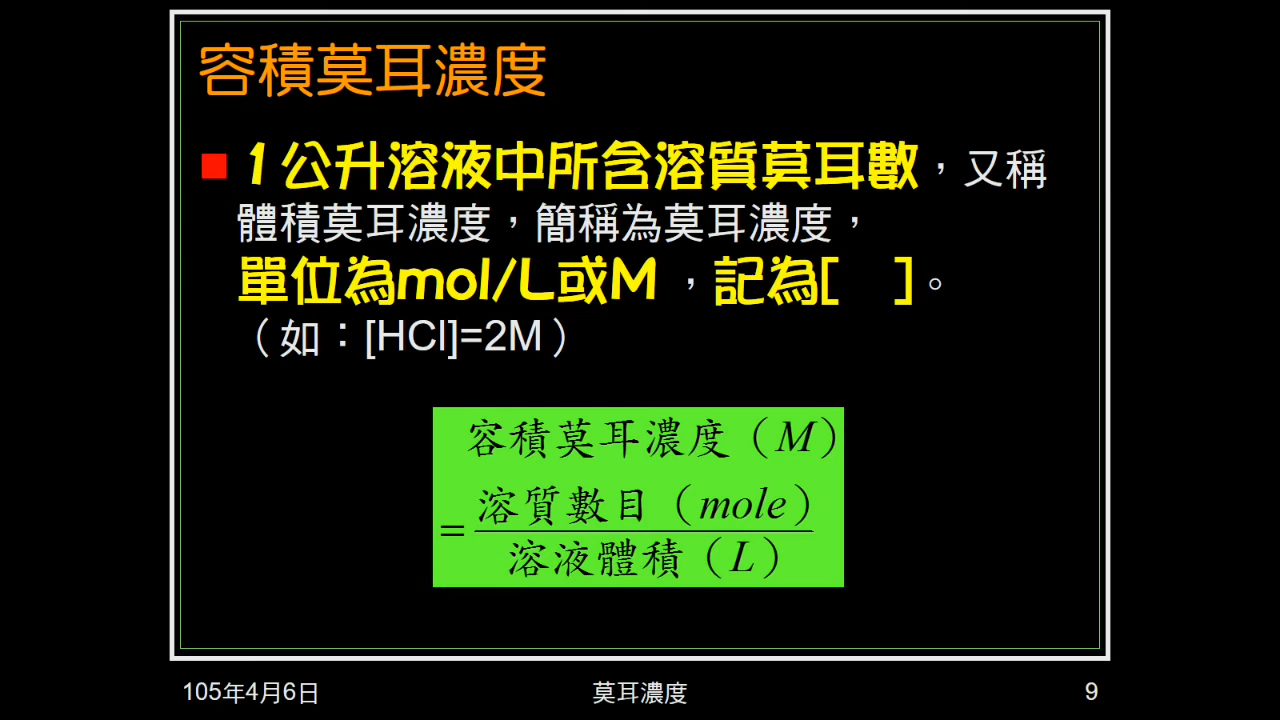 容積莫耳濃度
1公升溶液中所含溶質莫耳數，又稱
體積莫耳濃度，簡稱為莫耳濃度，
單位為mol/L或M，記為[　]。
（如：[HCl]=2M）
容積莫耳濃度（M）
= 溶質數目（mole）
溶液體積（L）
105年4月6日
莫耳濃度
9